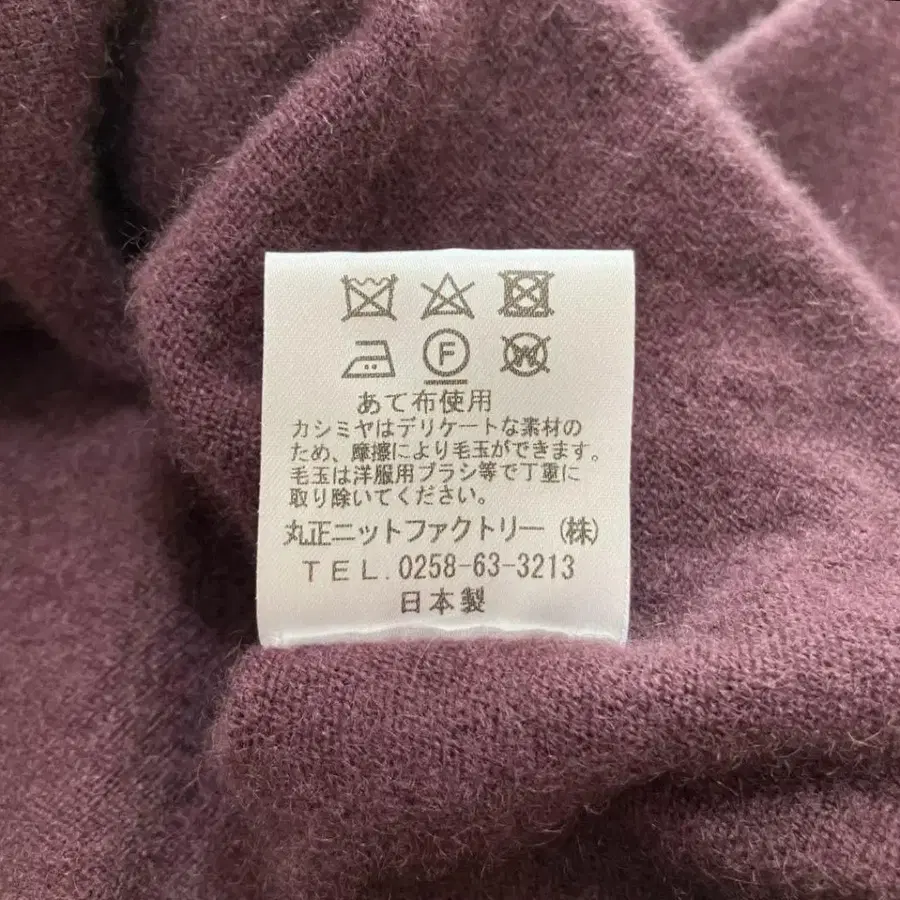 F
W
あて布使用
カシミヤはデリケートな素材の
ため、摩擦により毛玉ができます。
毛玉は洋服用ブラシ等で丁重に
取り除いてください。
丸正ニットファクトリー(株)
TEL.0258-63-3213
日本製